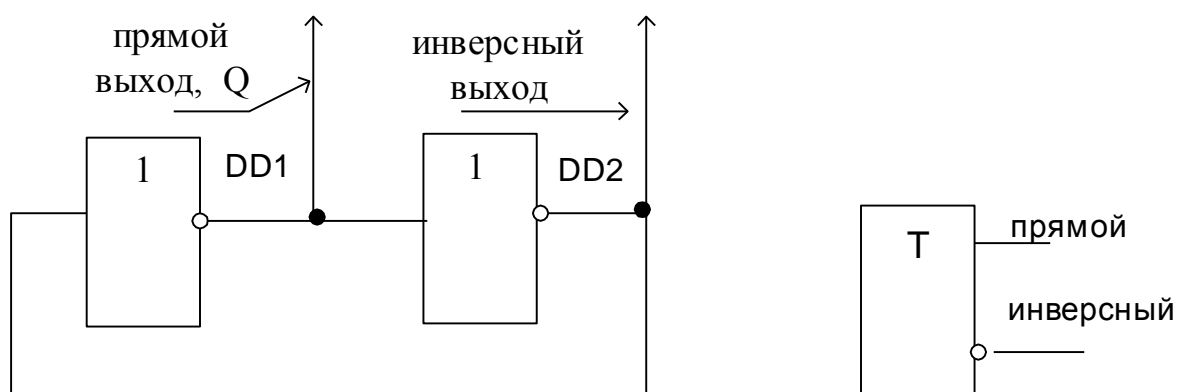 прямой
выход, Q
инверсный
выход
1
DD1
1
DD2
T
прямой
инверсный